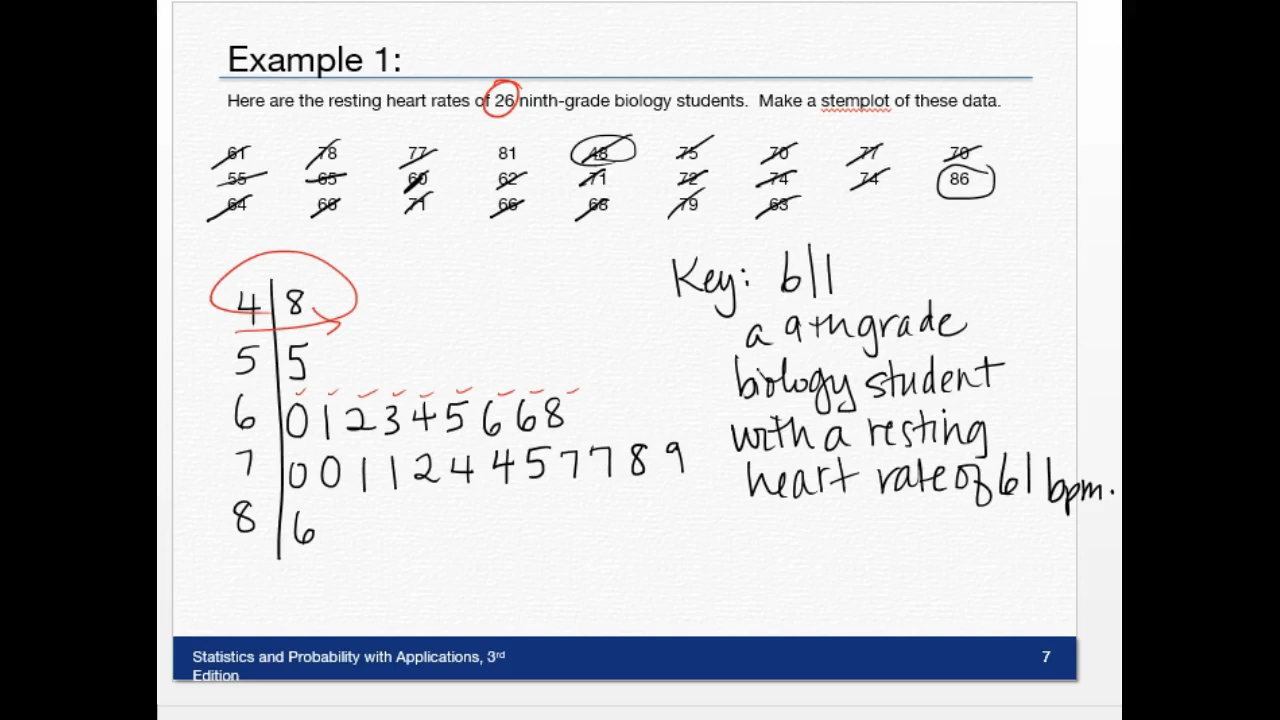 Example 1:
Here are the resting heart rates of 26 ninth-grade biology students. Make a stemplot of these data.
61 78 77 81 48 75 70 77 70
55 65 60 62 71 72 74 74 86
64 66 71 66 68 79 63
4 | 8
5 | 5
6 | 0 1 2 3 4 5 6 6 8
7 | 0 0 1 1 2 4 4 5 7 7 8 9
8 | 6
Key: 6|1
a 9th grade
biology student
with a resting
heart rate of 61 bpm.
Statistics and Probability with Applications, 3rd
Edition
7